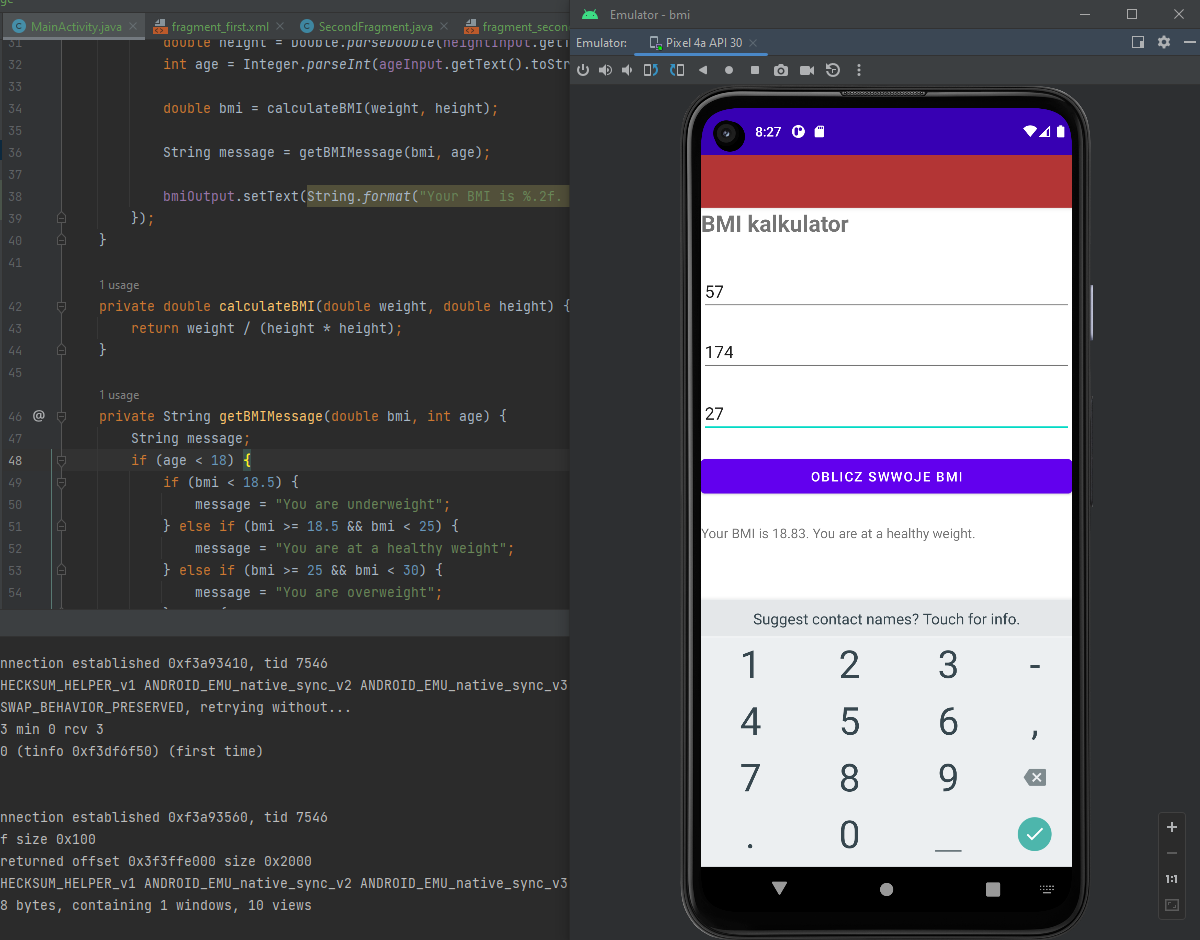 MainActivity.java
fragment_first.xml
SecondFragment.java
fragment_secon
31 double height = Double.parseDouble(heightInput.getT
32 int age = Integer.parseInt(ageInput.getText().toStr
33
34 double bmi = calculateBMI(weight, height);
35
36 String message = getBMIMessage(bmi, age);
37
38 bmiOutput.setText(String.format("Your BMI is %.2f.
39 });
40 }
41
1 usage
42 private double calculateBMI(double weight, double height) {
43 return weight / (height * height);
44 }
45
1 usage
46 @ private String getBMIMessage(double bmi, int age) {
47 String message;
48 if (age < 18) {
49 if (bmi < 18.5) {
50 message = "You are underweight";
51 } else if (bmi >= 18.5 && bmi < 25) {
52 message = "You are at a healthy weight";
53 } else if (bmi >= 25 && bmi < 30) {
54 message = "You are overweight";
nnection established 0xf3a93410, tid 7546
HECKSUM_HELPER_v1 ANDROID_EMU_native_sync_v2 ANDROID_EMU_native_sync_v3
SWAP_BEHAVIOR_PRESERVED, retrying without...
3 min 0 rcv 3
0 (tinfo 0xf3df6f50) (first time)
nnection established 0xf3a93560, tid 7546
f size 0x100
returned offset 0x3f3ffe000 size 0x2000
HECKSUM_HELPER_v1 ANDROID_EMU_native_sync_v2 ANDROID_EMU_native_sync_v3
8 bytes, containing 1 windows, 10 views
Emulator - bmi
Emulator:
Pixel 4a API 30
8:27
BMI kalkulator
57
174
27
OBLICZ SWWOJE BMI
Your BMI is 18.83. You are at a healthy weight.
Suggest contact names? Touch for info.
1 2 3 -
4 5 6 ,
7 8 9
. 0 _
1:1